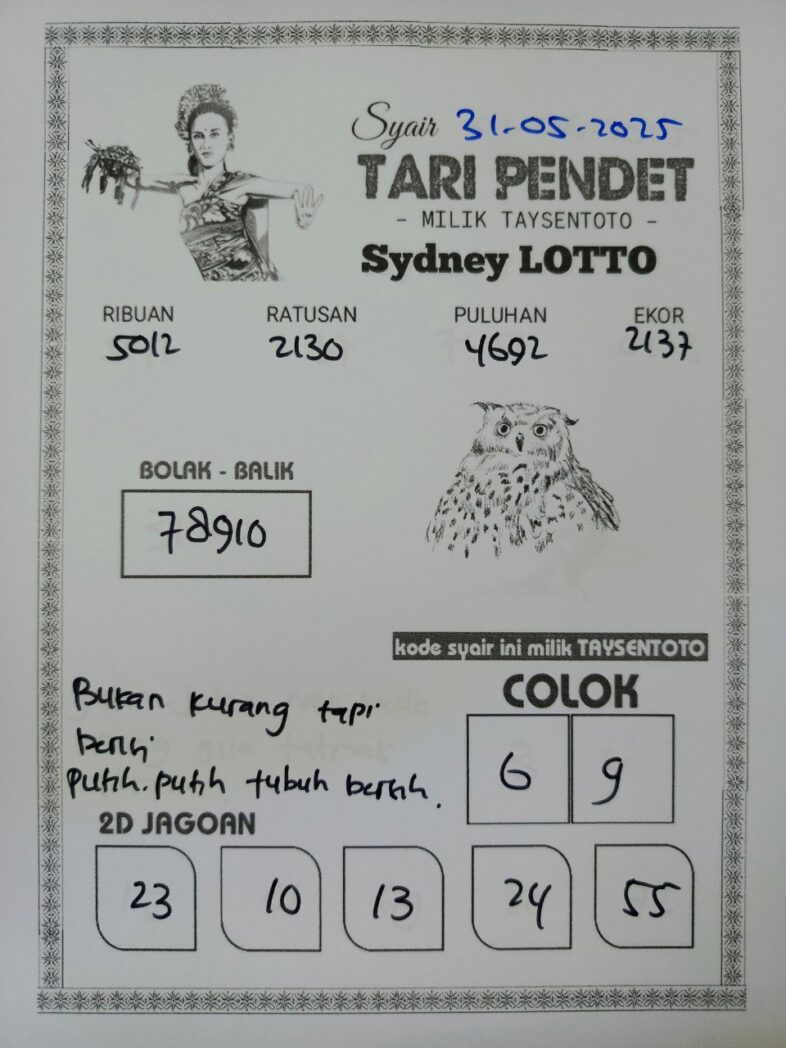 Syair 31-05-2025
TARI PENDET
- MILIK TAYSENTOTO -
Sydney LOTTO
RIBUAN RATUSAN PULUHAN EKOR
5012 2130 4692 2137
BOLAK - BALIK
78910
kode syair ini milik TAYSENTOTO
COLOK
6 9
Bukan kurang tapi
putih-putih tubuh bersih.
2D JAGOAN
23 10 13 24 55